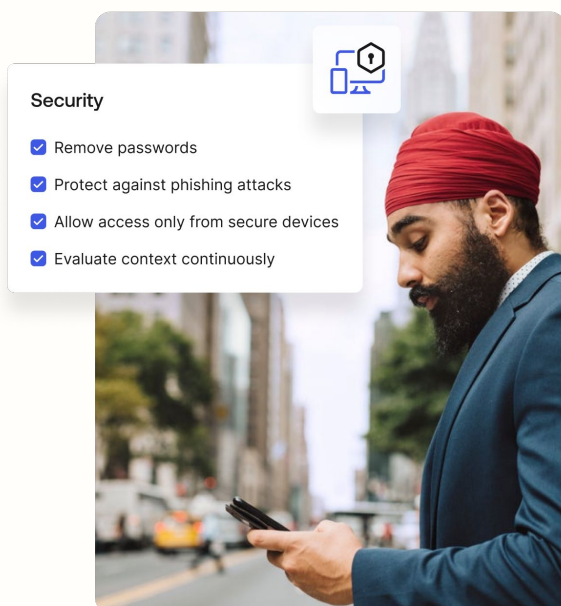 Security
Remove passwords
Protect against phishing attacks
Allow access only from secure devices
Evaluate context continuously